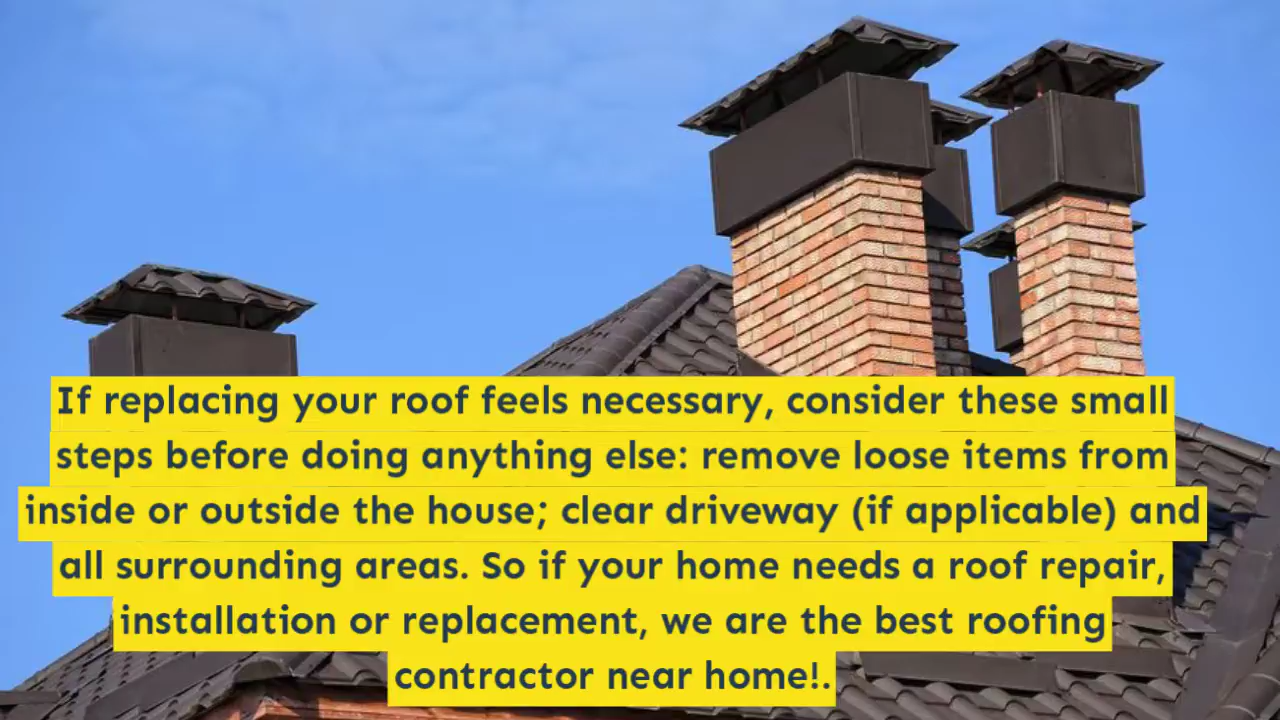 If replacing your roof feels necessary, consider these small
steps before doing anything else: remove loose items from
inside or outside the house; clear driveway (if applicable) and
all surrounding areas. So if your home needs a roof repair,
installation or replacement, we are the best roofing
contractor near home!.